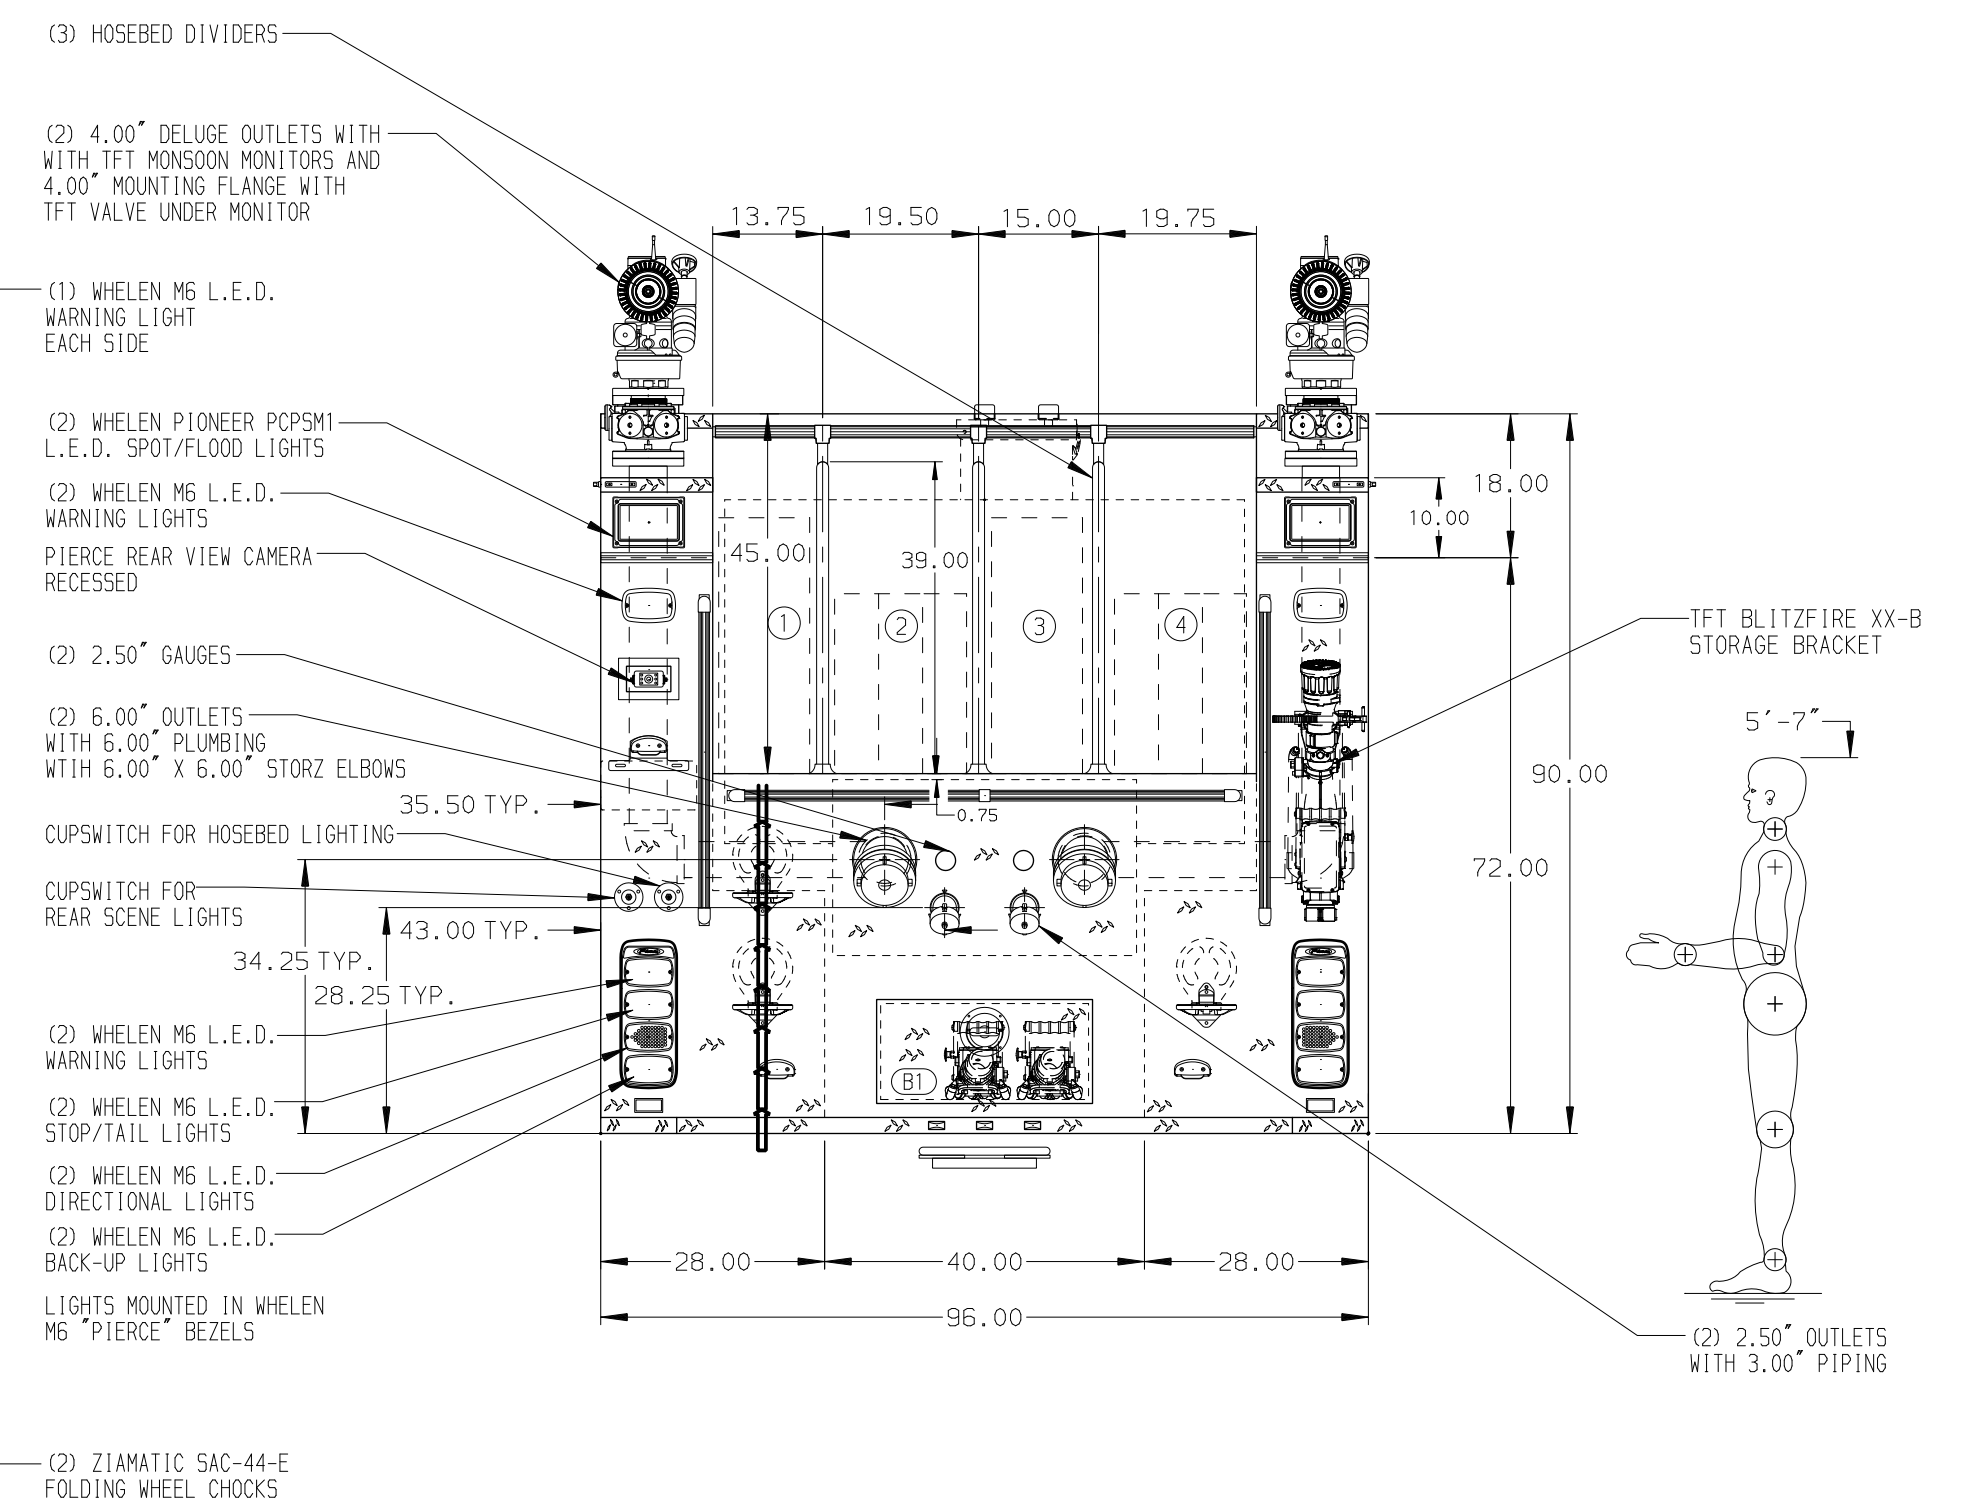 (3) HOSEBED DIVIDERS
(2) 4.00" DELUGE OUTLETS WITH
WITH TFT MONSOON MONITORS AND
4.00" MOUNTING FLANGE WITH
TFT VALVE UNDER MONITOR
(1) WHELEN M6 L.E.D.
WARNING LIGHT
EACH SIDE
(2) WHELEN PIONEER PCPSM1
L.E.D. SPOT/FLOOD LIGHTS
(2) WHELEN M6 L.E.D.
WARNING LIGHTS
PIERCE REAR VIEW CAMERA
RECESSED
(2) 2.50" GAUGES
(2) 6.00" OUTLETS
WITH 6.00" PLUMBING
WTIH 6.00" X 6.00" STORZ ELBOWS
35.50 TYP.
CUPSWITCH FOR HOSEBED LIGHTING
CUPSWITCH FOR
REAR SCENE LIGHTS
43.00 TYP.
34.25 TYP.
28.25 TYP.
(2) WHELEN M6 L.E.D.
WARNING LIGHTS
(2) WHELEN M6 L.E.D.
STOP/TAIL LIGHTS
(2) WHELEN M6 L.E.D.
DIRECTIONAL LIGHTS
(2) WHELEN M6 L.E.D.
BACK-UP LIGHTS
LIGHTS MOUNTED IN WHELEN
M6 "PIERCE" BEZELS
(2) ZIAMATIC SAC-44-E
FOLDING WHEEL CHOCKS
13.75 19.50 15.00 19.75
45.00
39.00
1 2 3 4
0.75
B1
28.00 40.00 28.00
96.00
18.00
10.00
90.00
72.00
TFT BLITZFIRE XX-B
STORAGE BRACKET
5'-7"
(2) 2.50" OUTLETS
WITH 3.00" PIPING